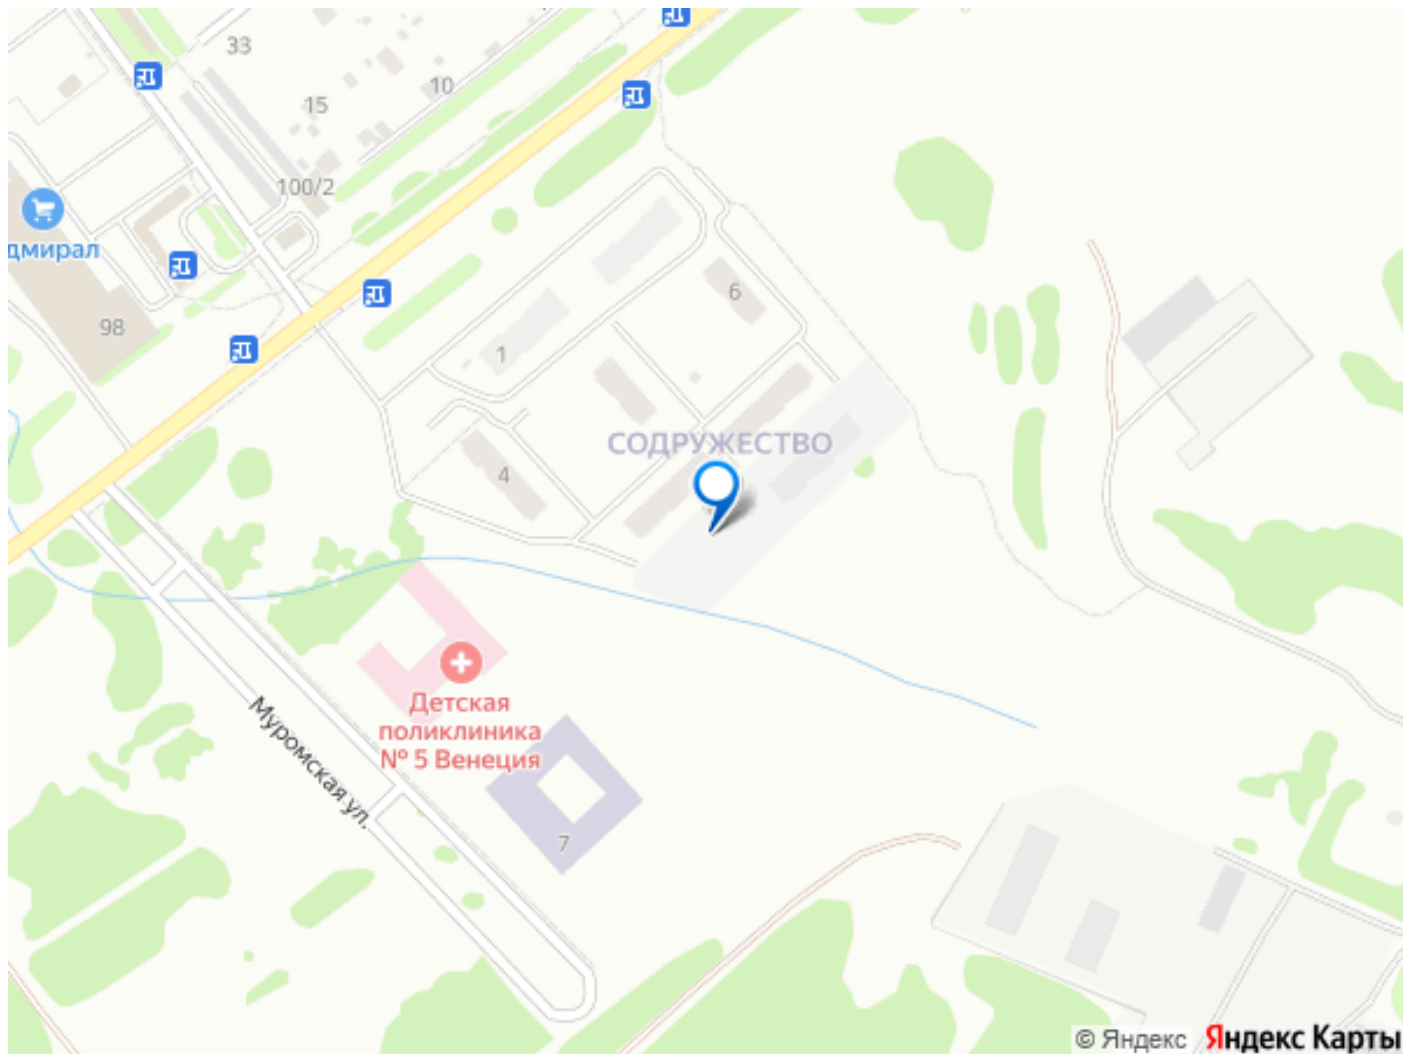 33
10
15
100/2
дмирал
98
6
1
СОДРУЖЕСТВО
4
Детская
поликлиника
№ 5 Венеция
Муромская ул.
7
© Яндекс
Яндекс Карты